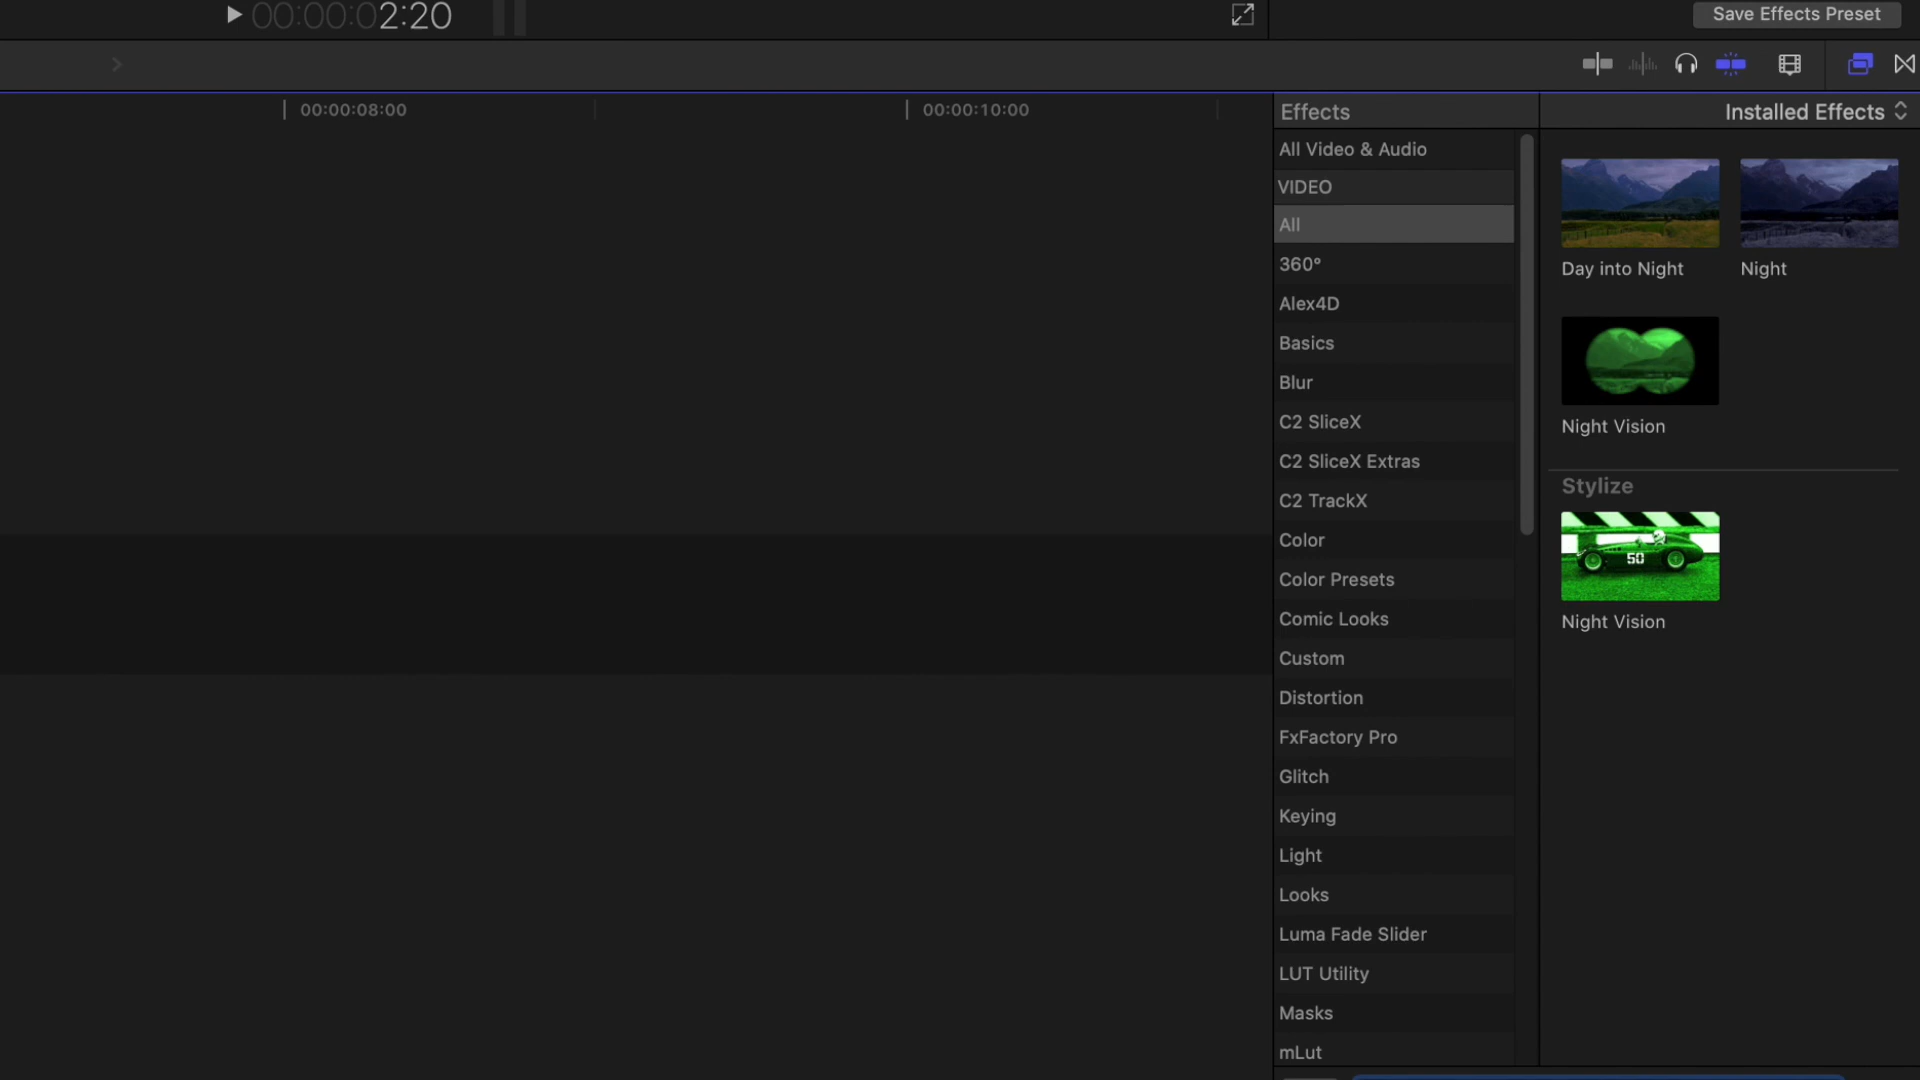 00:00:02:20
Save Effects Preset
00:00:08:00
00:00:10:00
Effects
Installed Effects
All Video & Audio
VIDEO
All
360°
Alex4D
Basics
Blur
C2 SliceX
C2 SliceX Extras
C2 TrackX
Color
Color Presets
Comic Looks
Custom
Distortion
FxFactory Pro
Glitch
Keying
Light
Looks
Luma Fade Slider
LUT Utility
Masks
mLut
Day into Night
Night
Night Vision
Stylize
50
Night Vision